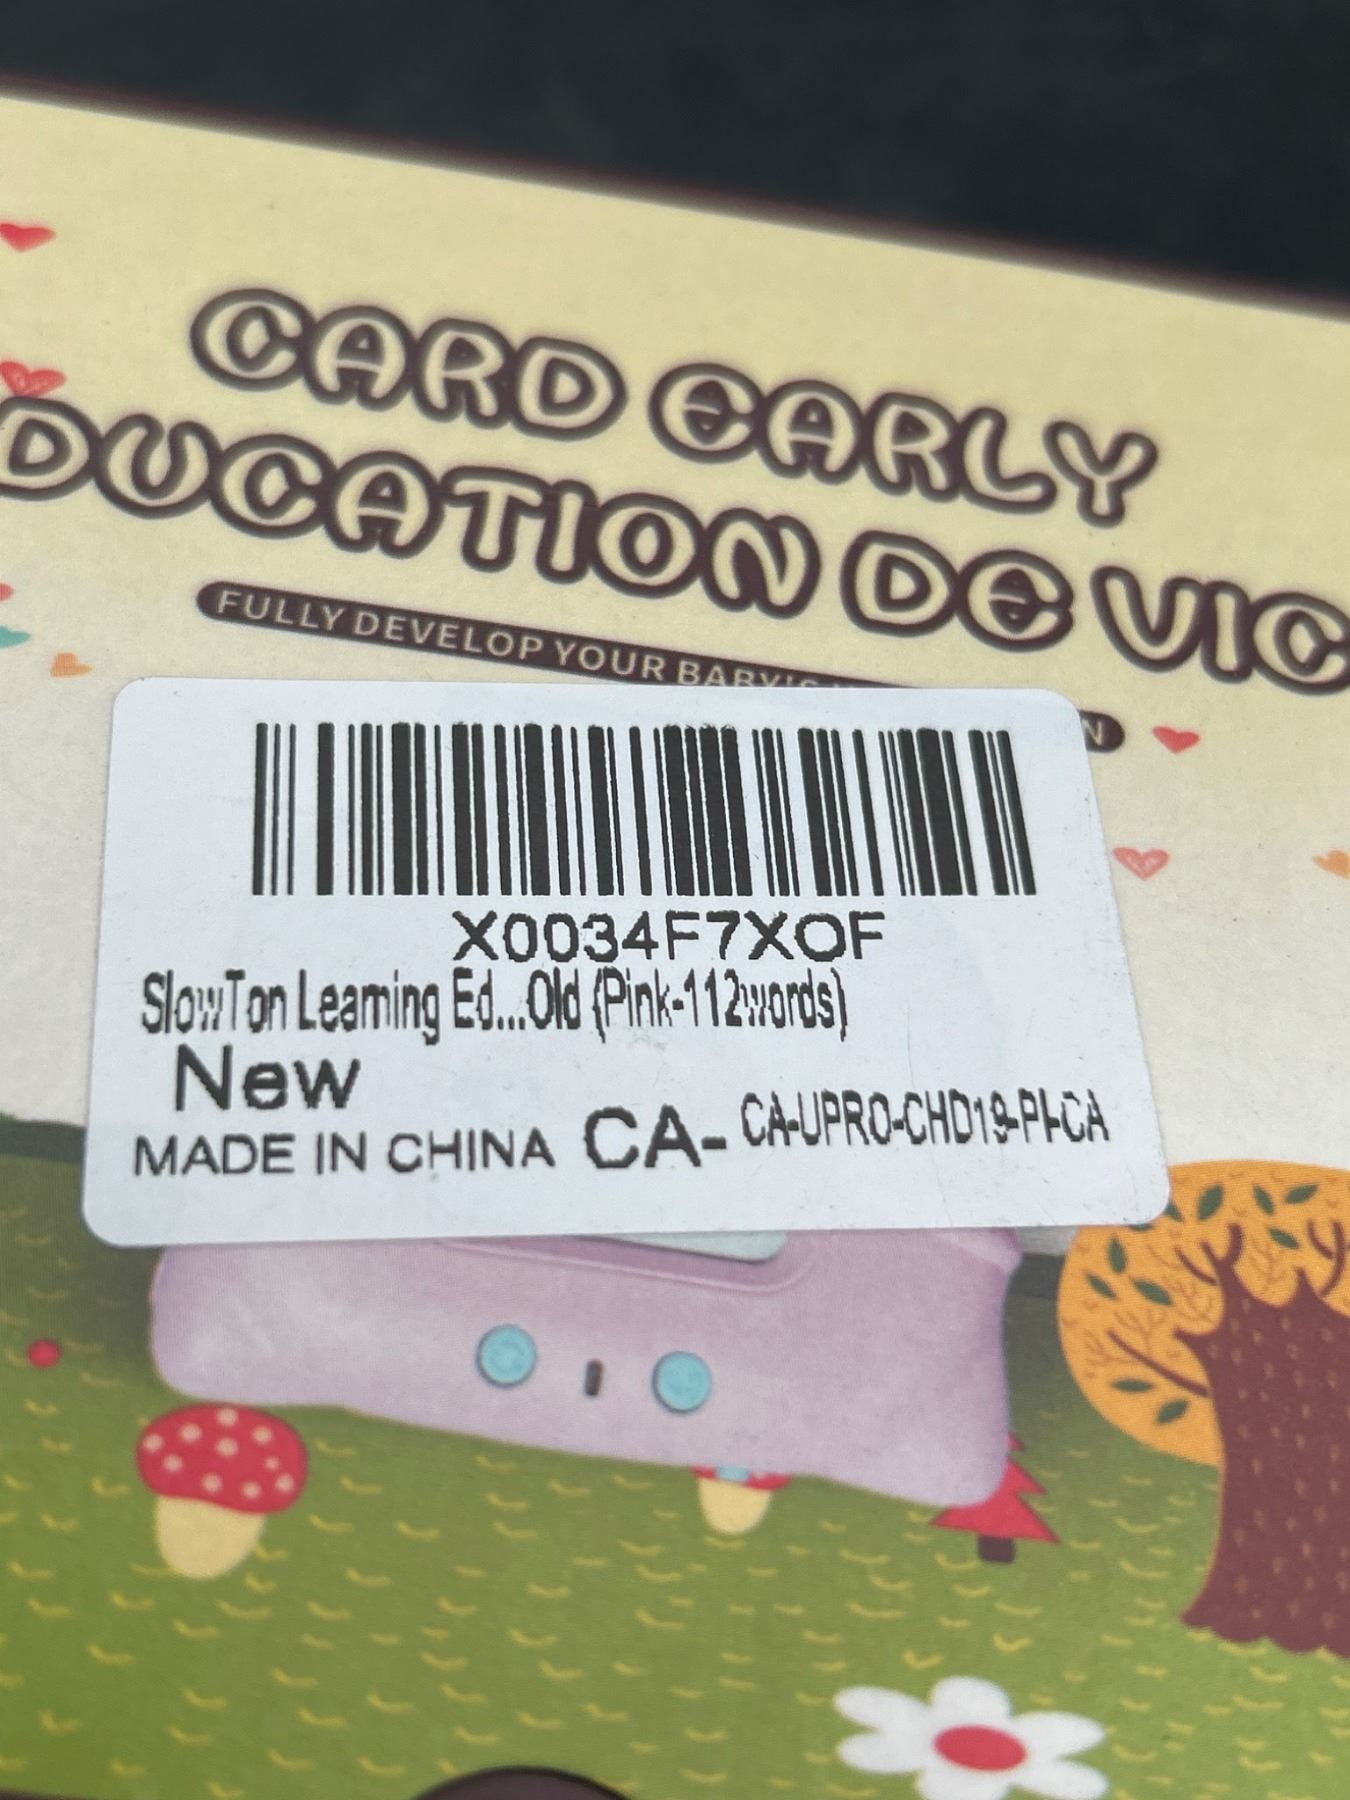 CARD EARLY
DUCATION DE VIC
FULLY DEVELOP YOUR BABY'S
N
X0034F7XOF
SlowTon Learning Ed...Old (Pink-112words)
New
MADE IN CHINA CA- CA-UPRO-CHD19-PI-CA